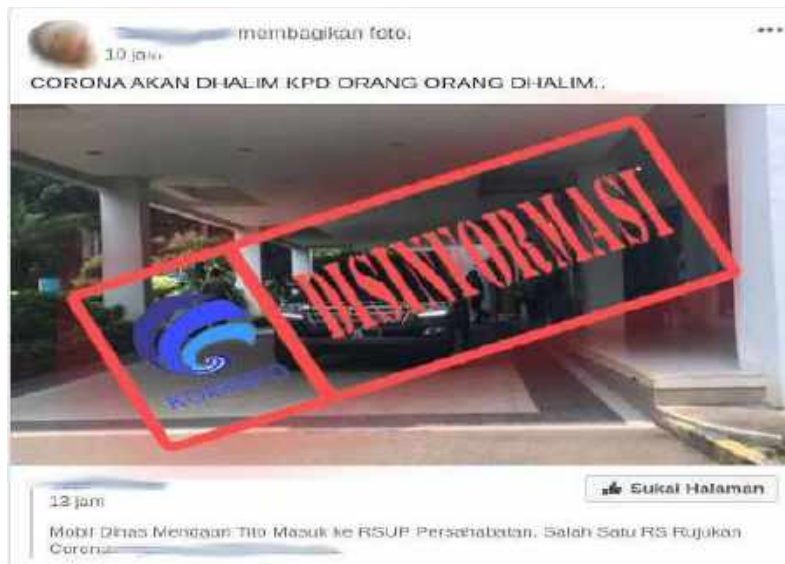 membagikan foto.
10 jam
CORONA AKAN DHALIM KPD ORANG ORANG DHALIM..
DISINFORMASI
KOMINFO
13 jam
Sukai Halaman
Mobil Dinas Mendagri Tito Masuk ke RSUP Persahabatan, Salah Satu RS Rujukan
Corona